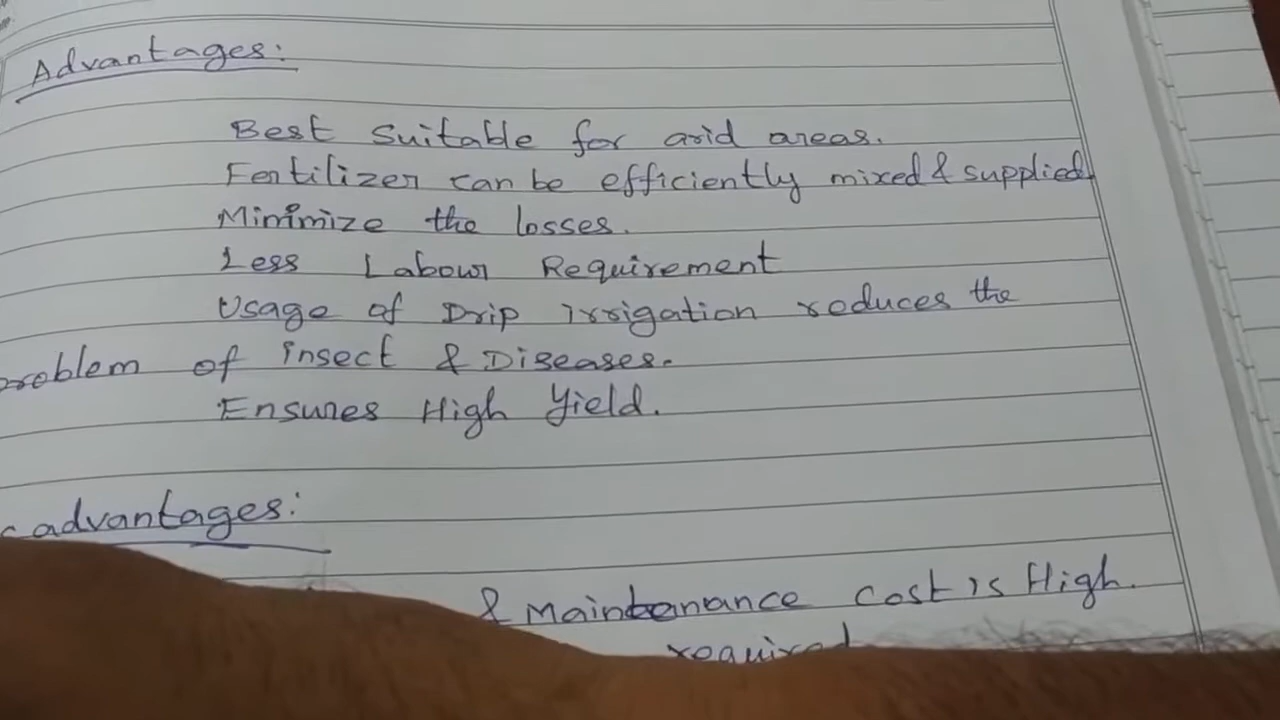 Advantages:
Best Suitable for arid areas.
Fertilizer can be efficiently mixed & supplied.
Minimize the losses.
Less Labour Requirement
Usage of Drip irrigation reduces the
problem of insect & Diseases.
Ensures High Yield.
advantages:
& Maintenance Cost is High.
required